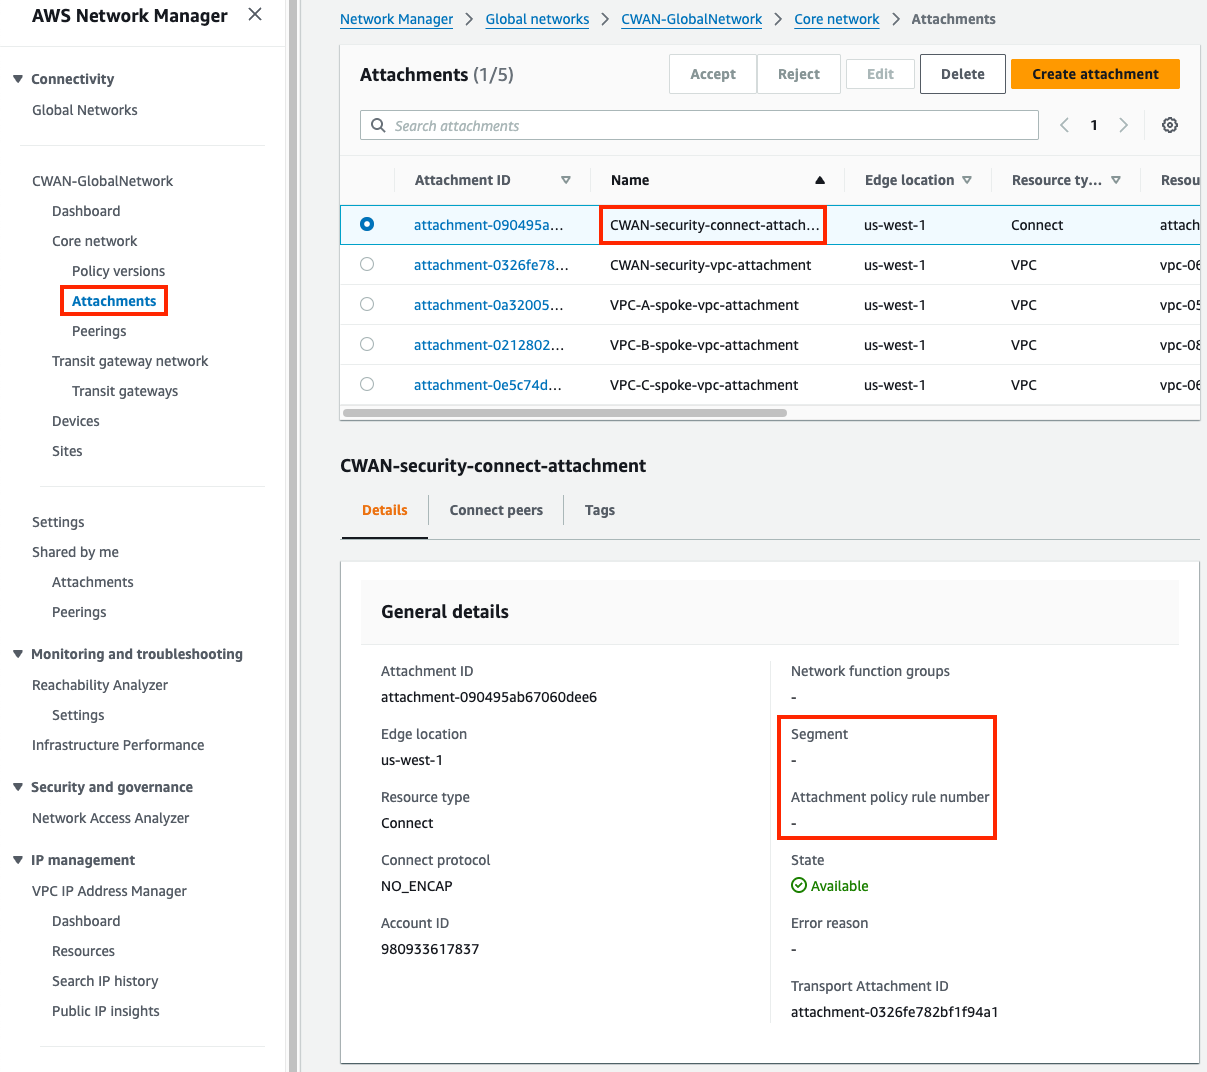 AWS Network Manager
Connectivity
Global Networks
CWAN-GlobalNetwork
Dashboard
Core network
Policy versions
Attachments
Peerings
Transit gateway network
Transit gateways
Devices
Sites
Settings
Shared by me
Attachments
Peerings
Monitoring and troubleshooting
Reachability Analyzer
Settings
Infrastructure Performance
Security and governance
Network Access Analyzer
IP management
VPC IP Address Manager
Dashboard
Resources
Search IP history
Public IP insights
Network Manager > Global networks > CWAN-GlobalNetwork > Core network > Attachments
Attachments (1/5)
Accept Reject Edit Delete Create attachment
Search attachments
1
Attachment ID Name Edge location Resource ty... Resou
attachment-090495a... CWAN-security-connect-attach... us-west-1 Connect attach
attachment-0326fe78... CWAN-security-vpc-attachment us-west-1 VPC vpc-06
attachment-0a32005... VPC-A-spoke-vpc-attachment us-west-1 VPC vpc-05
attachment-0212802... VPC-B-spoke-vpc-attachment us-west-1 VPC vpc-08
attachment-0e5c74d... VPC-C-spoke-vpc-attachment us-west-1 VPC vpc-06
CWAN-security-connect-attachment
Details Connect peers Tags
General details
Attachment ID
attachment-090495ab67060dee6
Edge location
us-west-1
Resource type
Connect
Connect protocol
NO_ENCAP
Account ID
980933617837
Network function groups
-
Segment
-
Attachment policy rule number
-
State
Available
Error reason
-
Transport Attachment ID
attachment-0326fe782bf1f94a1